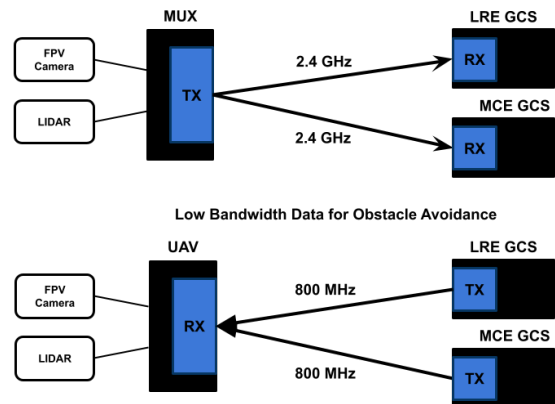 MUX
LRE GCS
FPV
Camera
TX
2.4 GHz
RX
LIDAR
2.4 GHz
MCE GCS
RX
Low Bandwidth Data for Obstacle Avoidance
UAV
LRE GCS
FPV
Camera
RX
800 MHz
TX
LIDAR
800 MHz
MCE GCS
TX